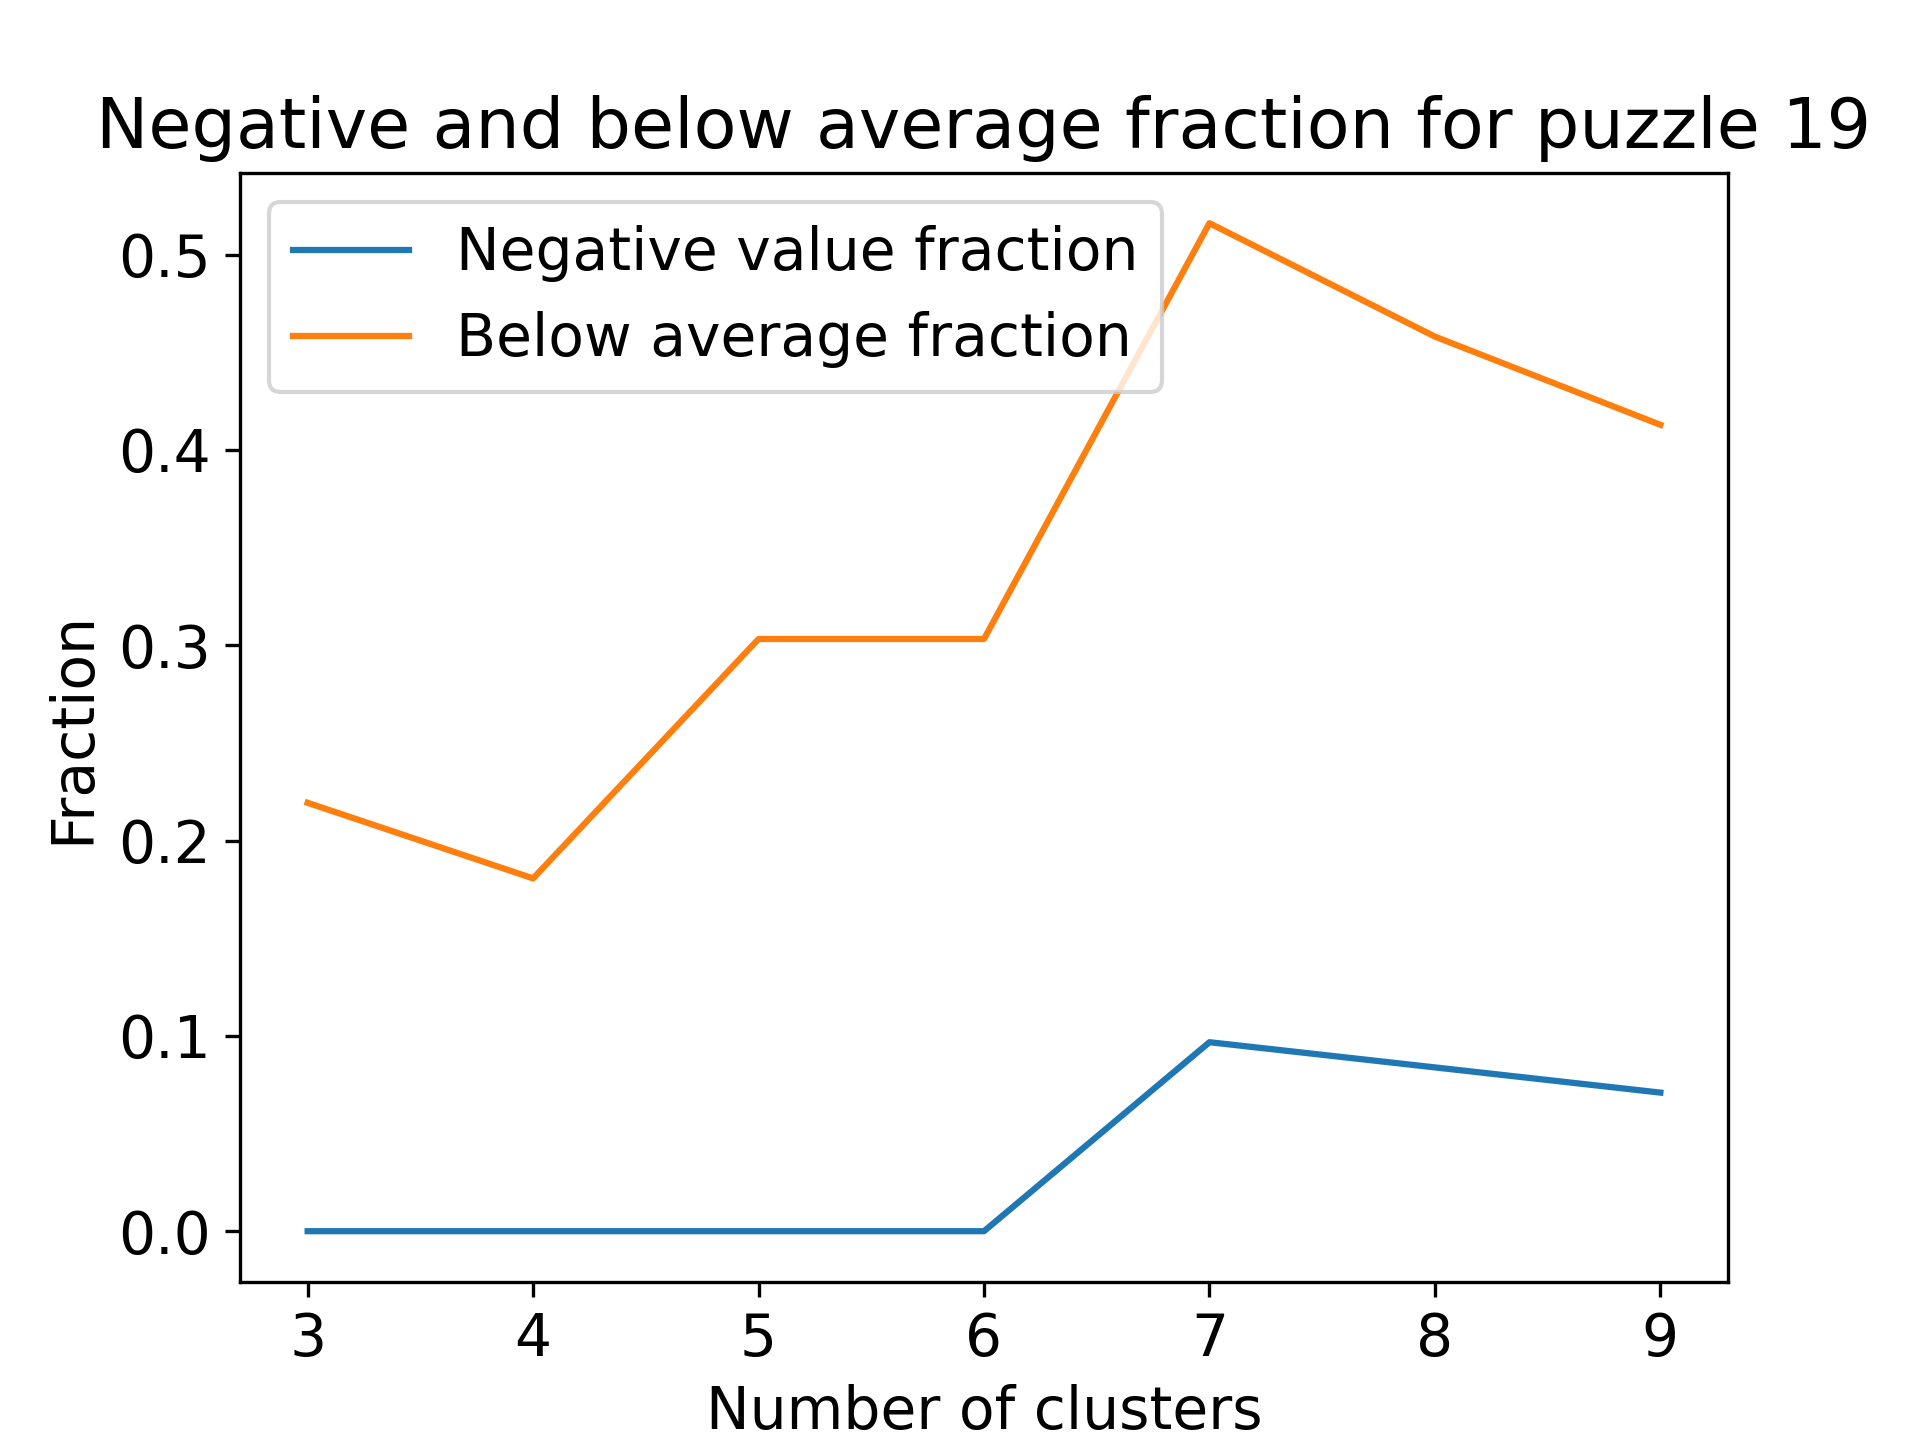 Negative and below average fraction for puzzle 19
Negative value fraction
Below average fraction
0.5
0.4
0.3
0.2
0.1
0.0
Fraction
3 4 5 6 7 8 9
Number of clusters